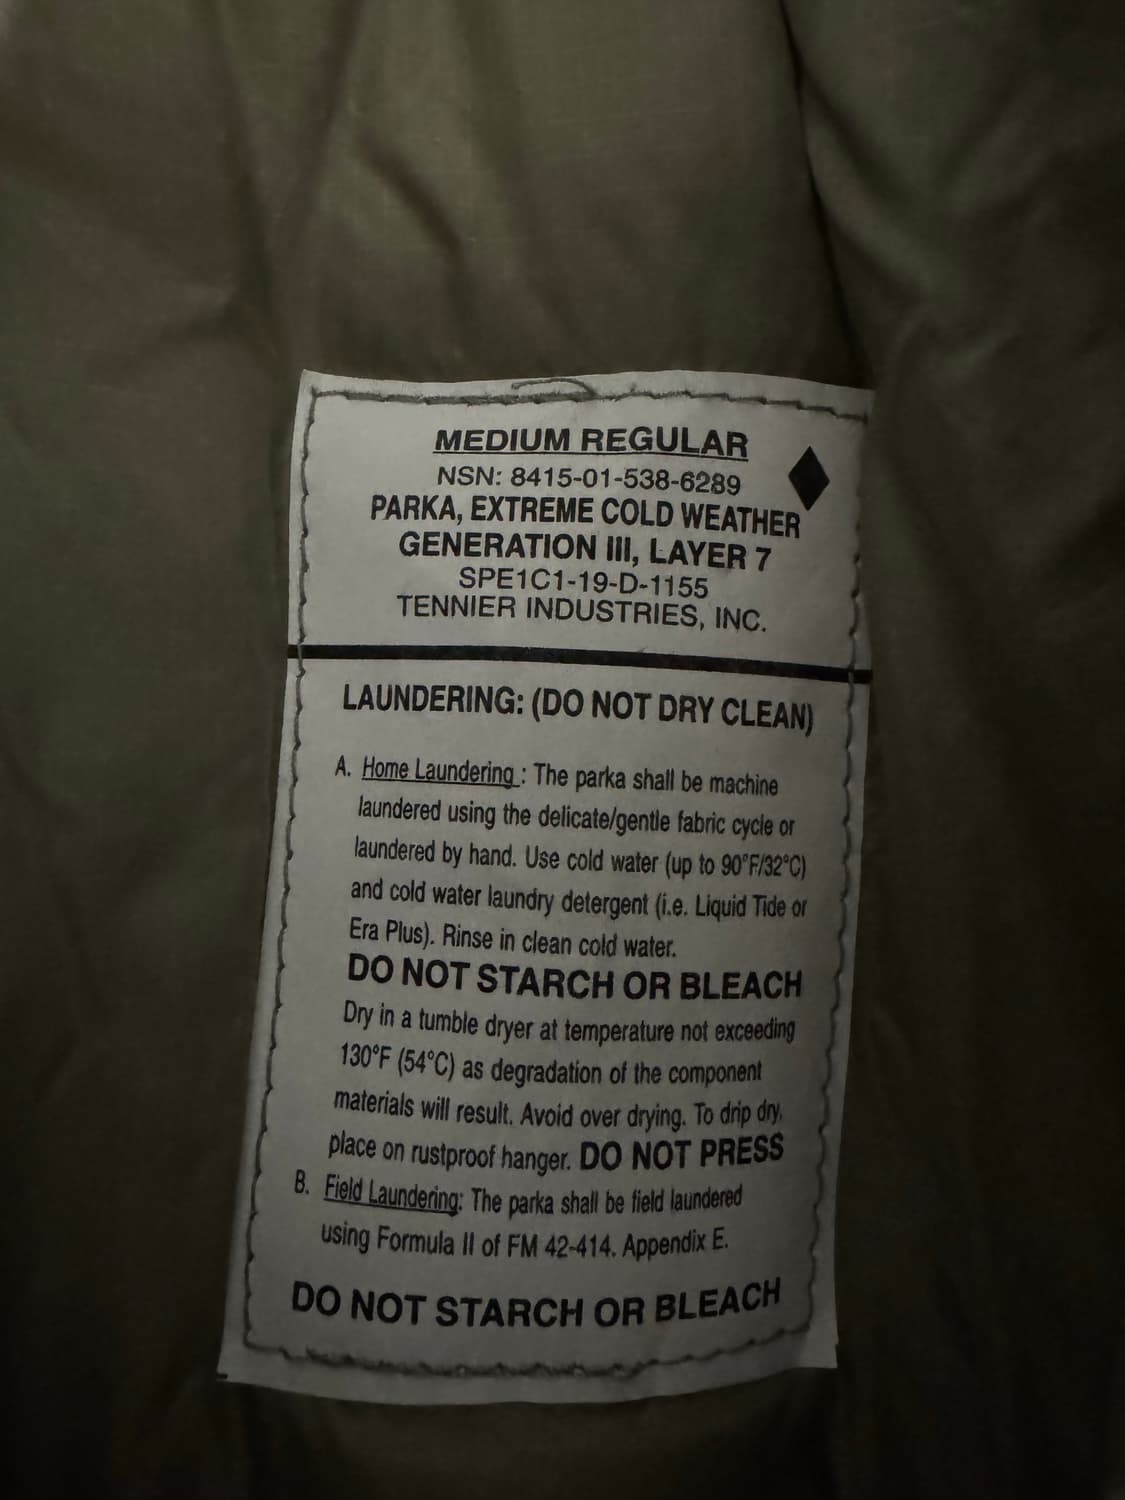 MEDIUM REGULAR
NSN: 8415-01-538-6289
PARKA, EXTREME COLD WEATHER
GENERATION III, LAYER 7
SPE1C1-19-D-1155
TENNIER INDUSTRIES, INC.
LAUNDERING: (DO NOT DRY CLEAN)
A. Home Laundering : The parka shall be machine
laundered using the delicate/gentle fabric cycle or
laundered by hand. Use cold water (up to 90°F/32°C)
and cold water laundry detergent (i.e. Liquid Tide or
Era Plus). Rinse in clean cold water.
DO NOT STARCH OR BLEACH
Dry in a tumble dryer at temperature not exceeding
130°F (54°C) as degradation of the component
materials will result. Avoid over drying. To drip dry,
place on rustproof hanger. DO NOT PRESS
B. Field Laundering: The parka shall be field laundered
using Formula II of FM 42-414. Appendix E.
DO NOT STARCH OR BLEACH